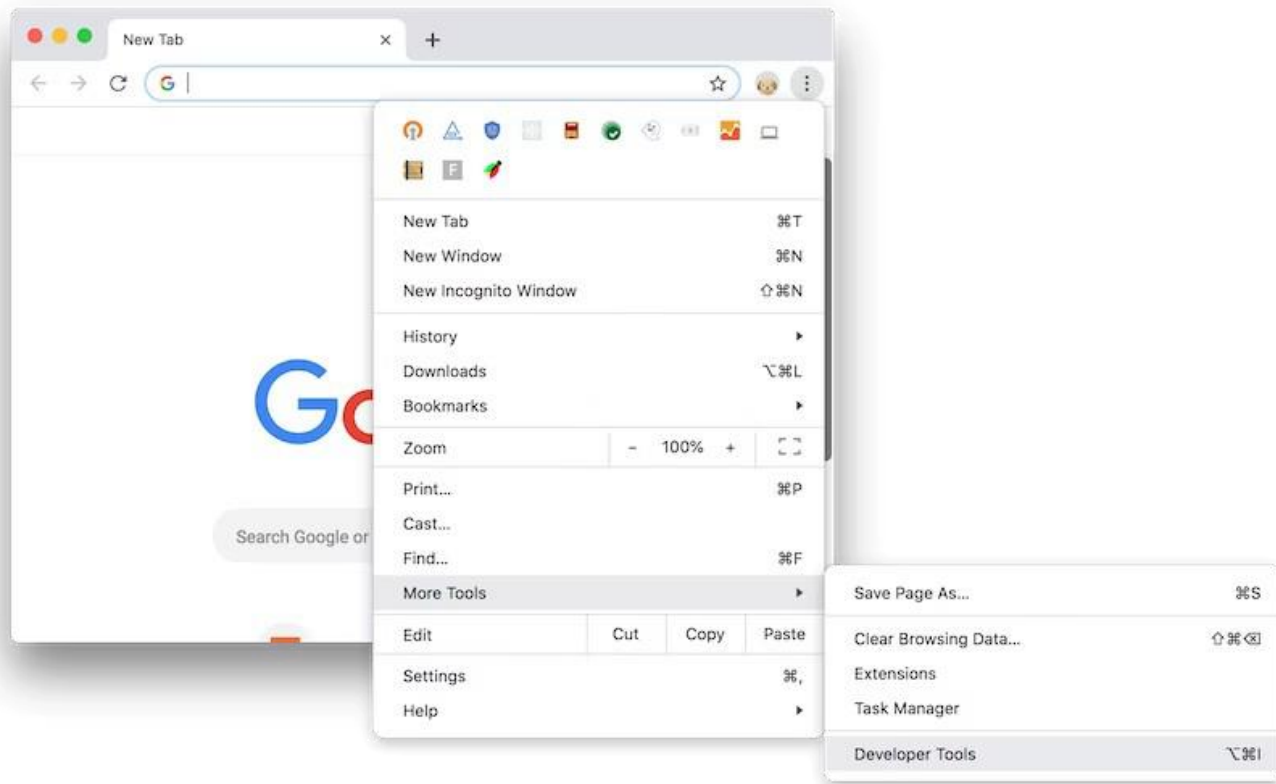 New Tab
G
F
New Tab ⌘T
New Window ⌘N
New Incognito Window ⇧⌘N
History
Downloads ⌥⌘L
Bookmarks
Zoom - 100% +
Go
Print... ⌘P
Cast...
Search Google or
Find... ⌘F
More Tools
Save Page As... ⌘S
Edit Cut Copy Paste
Clear Browsing Data... ⇧⌘⌫
Settings ⌘,
Extensions
Help
Task Manager
Developer Tools ⌥⌘I